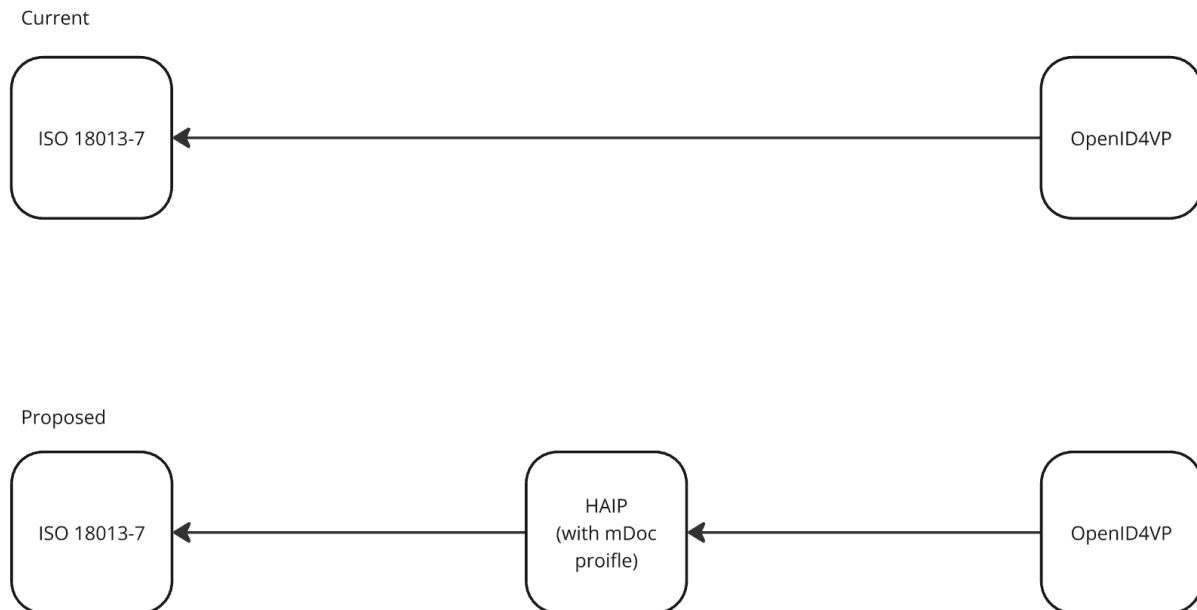 Current
ISO 18013-7
OpenID4VP
Proposed
ISO 18013-7
HAIP
(with mDoc
proifle)
OpenID4VP